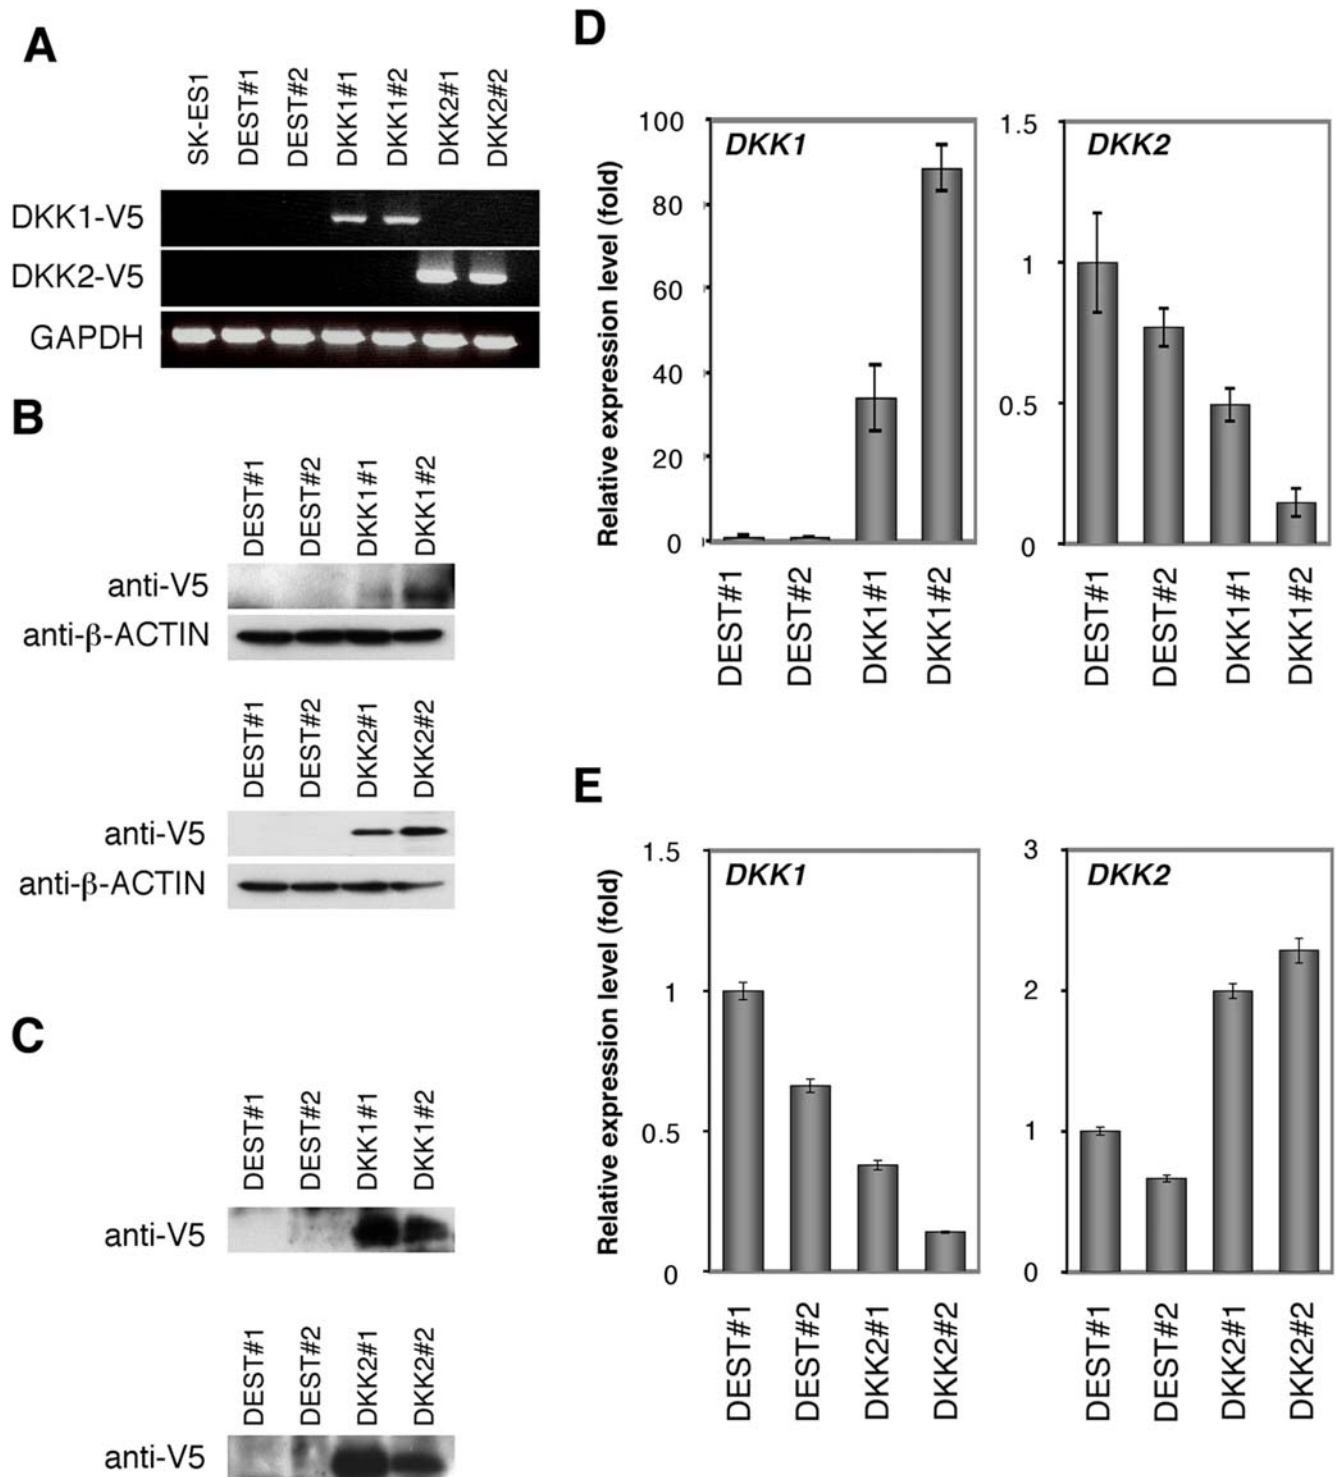 A
SK-ES1
DEST#1
DEST#2
DKK1#1
DKK1#2
DKK2#1
DKK2#2
DKK1-V5
DKK2-V5
GAPDH
B
DEST#1
DEST#2
DKK1#1
DKK1#2
anti-V5
anti-β-ACTIN
DEST#1
DEST#2
DKK2#1
DKK2#2
anti-V5
anti-β-ACTIN
C
DEST#1
DEST#2
DKK1#1
DKK1#2
anti-V5
DEST#1
DEST#2
DKK2#1
DKK2#2
anti-V5
D
Relative expression level (fold)
100
80
60
40
20
0
DKK1
DEST#1
DEST#2
DKK1#1
DKK1#2
1.5
1
0.5
0
DKK2
DEST#1
DEST#2
DKK1#1
DKK1#2
E
Relative expression level (fold)
1.5
1
0.5
0
DKK1
DEST#1
DEST#2
DKK2#1
DKK2#2
3
2
1
0
DKK2
DEST#1
DEST#2
DKK2#1
DKK2#2